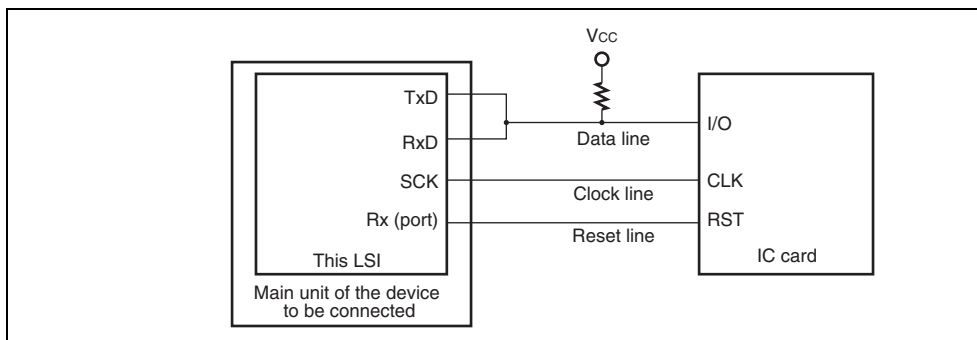 Vcc
TxD
RxD
Data line
I/O
SCK
Clock line
CLK
Rx (port)
Reset line
RST
This LSI
IC card
Main unit of the device
to be connected